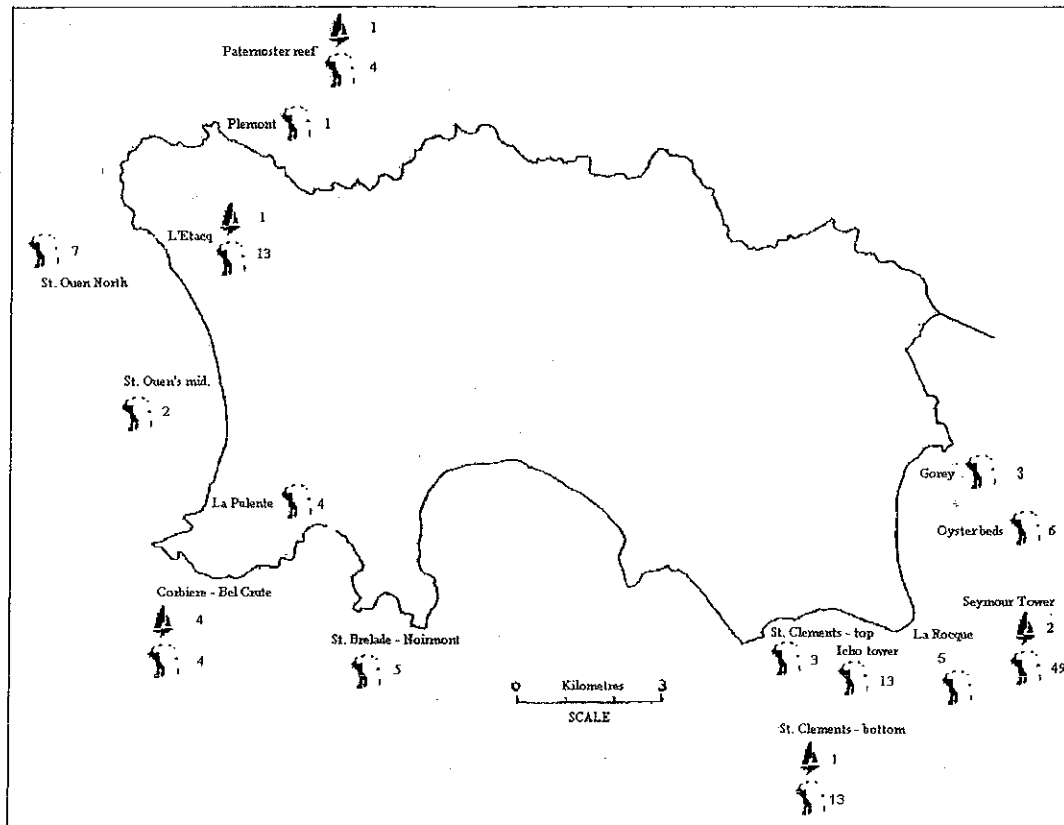 1
Paternoster reef
4
Plemont
1
1
L'Etacq
13
7
St. Ouen North
St. Ouen's mid.
2
La Pulente
4
Gorey
3
Oyster beds
6
Corbiere - Bel Croute
4
4
St. Brelade - Noirmont
5
St. Clements - top
3
Icho tower
13
La Rocque
5
Seymour Tower
2
49
0 Kilometres 3
SCALE
St. Clements - bottom
1
13